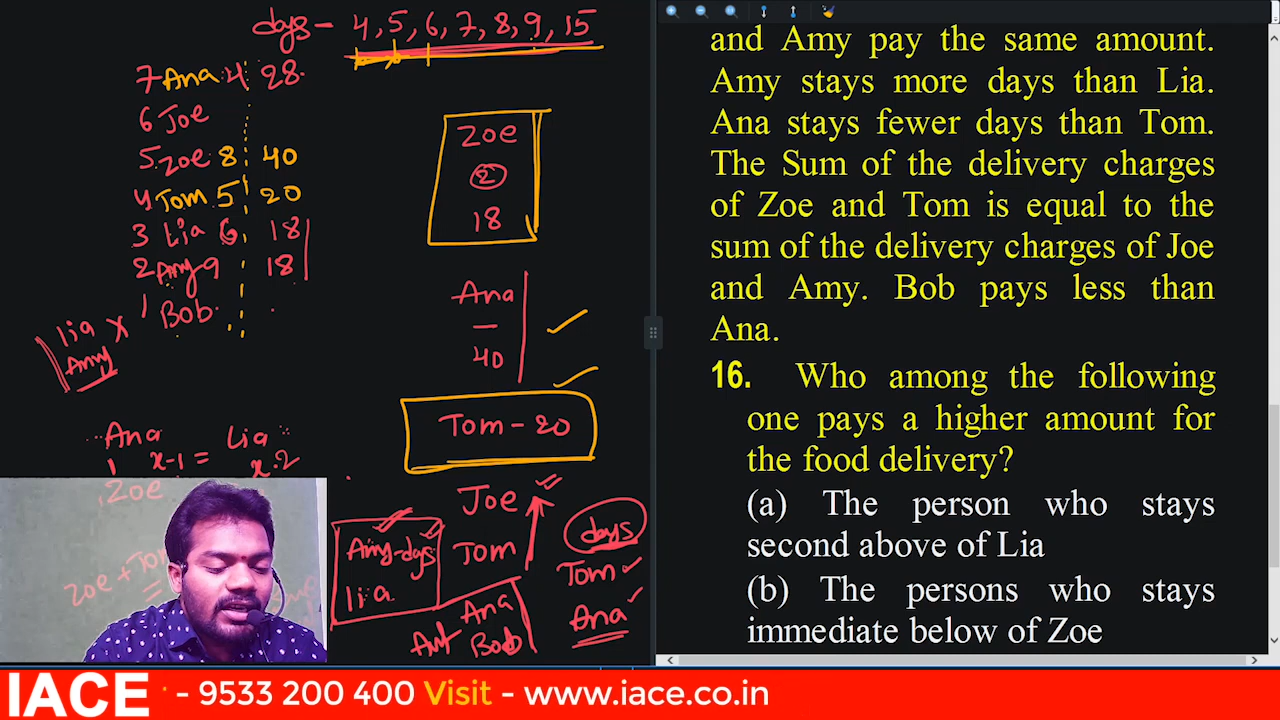 days - 4, 5, 6, 7, 8, 9, 15
7 Ana 4 28
6 Joe
5 Zoe 8 40
4 Tom 5 20
3 Lia 6 18
2 Amy 9 18
1 Bob
Lia x
Amy
Zoe
2
18
Ana
40
Tom - 20
Ana Lia
x-1 = x-2
Zoe
Zoe + Tom
=
Joe
Tom
Ana
Bob
Amy-days
Lia
days
Tom
Ana
and Amy pay the same amount.
Amy stays more days than Lia.
Ana stays fewer days than Tom.
The Sum of the delivery charges
of Zoe and Tom is equal to the
sum of the delivery charges of Joe
and Amy. Bob pays less than
Ana.
16. Who among the following
one pays a higher amount for
the food delivery?
(a) The person who stays
second above of Lia
(b) The persons who stays
immediate below of Zoe
IACE - 9533 200 400 Visit - www.iace.co.in